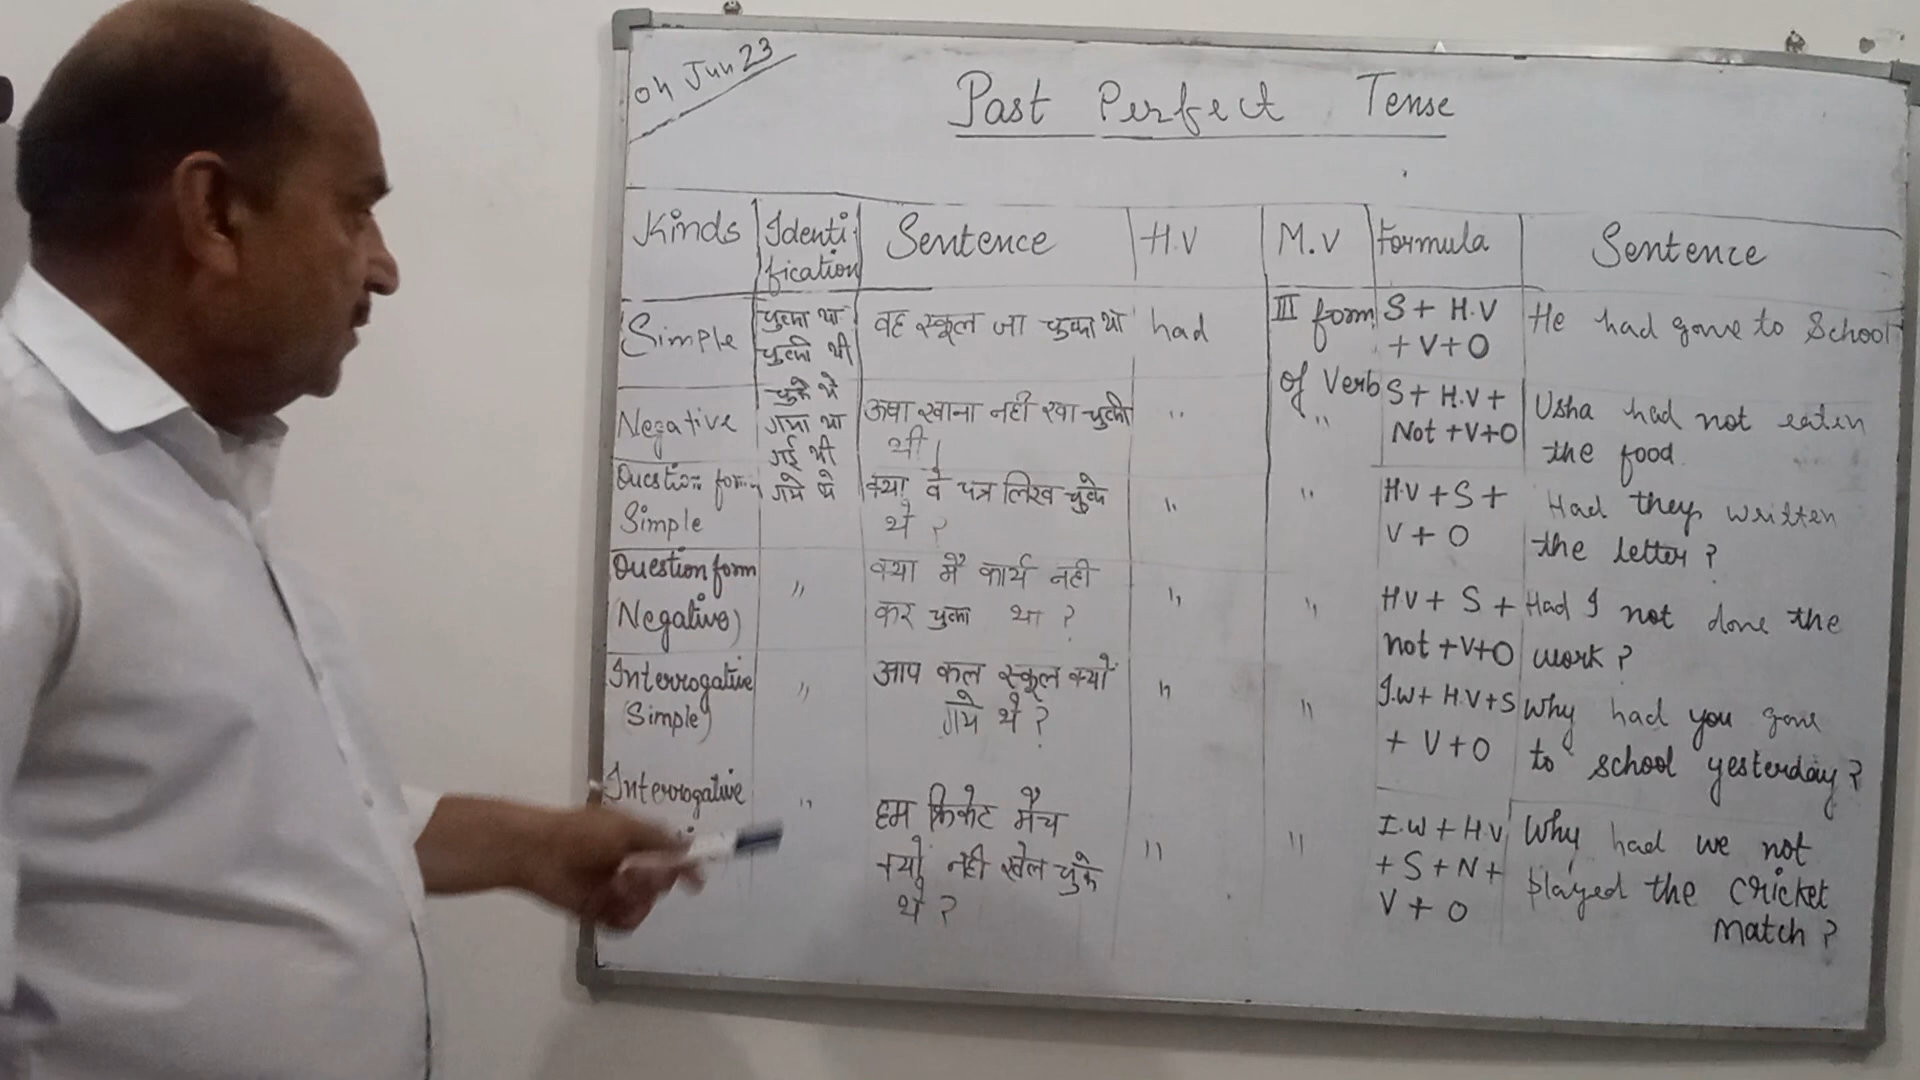 04 Jun 23
Past Perfect Tense
Kinds Identi- Sentence H.V M.V Formula Sentence
fication
Simple चुका था वह स्कूल जा चुका था had III form S + H.V He had gone to School
चुकी थी + V+O
चुके थे of Verb
Negative गया था ऊषा खाना नही खा चुकी " " S + H.V + Usha had not eaten
गई थी थी। Not +V+O the food
Question form गये थे क्या वे पत्र लिख चुके " " H.V + S + Had they written
Simple थे ? V + O the letter ?
Question form " क्या मैं कार्य नही " " HV + S + Had I not done the
(Negative) कर चुका था ? not +V+O work ?
Interrogative " आप कल स्कूल क्यों " " I.W+ H.V+S Why had you gone
(Simple) गये थे ? + V+O to school yesterday ?
Interrogative " हम क्रिकेट मैच " " I.W + H.V Why had we not
क्यों नही खेल चुके + S + N + played the cricket
थे ? V + O match ?